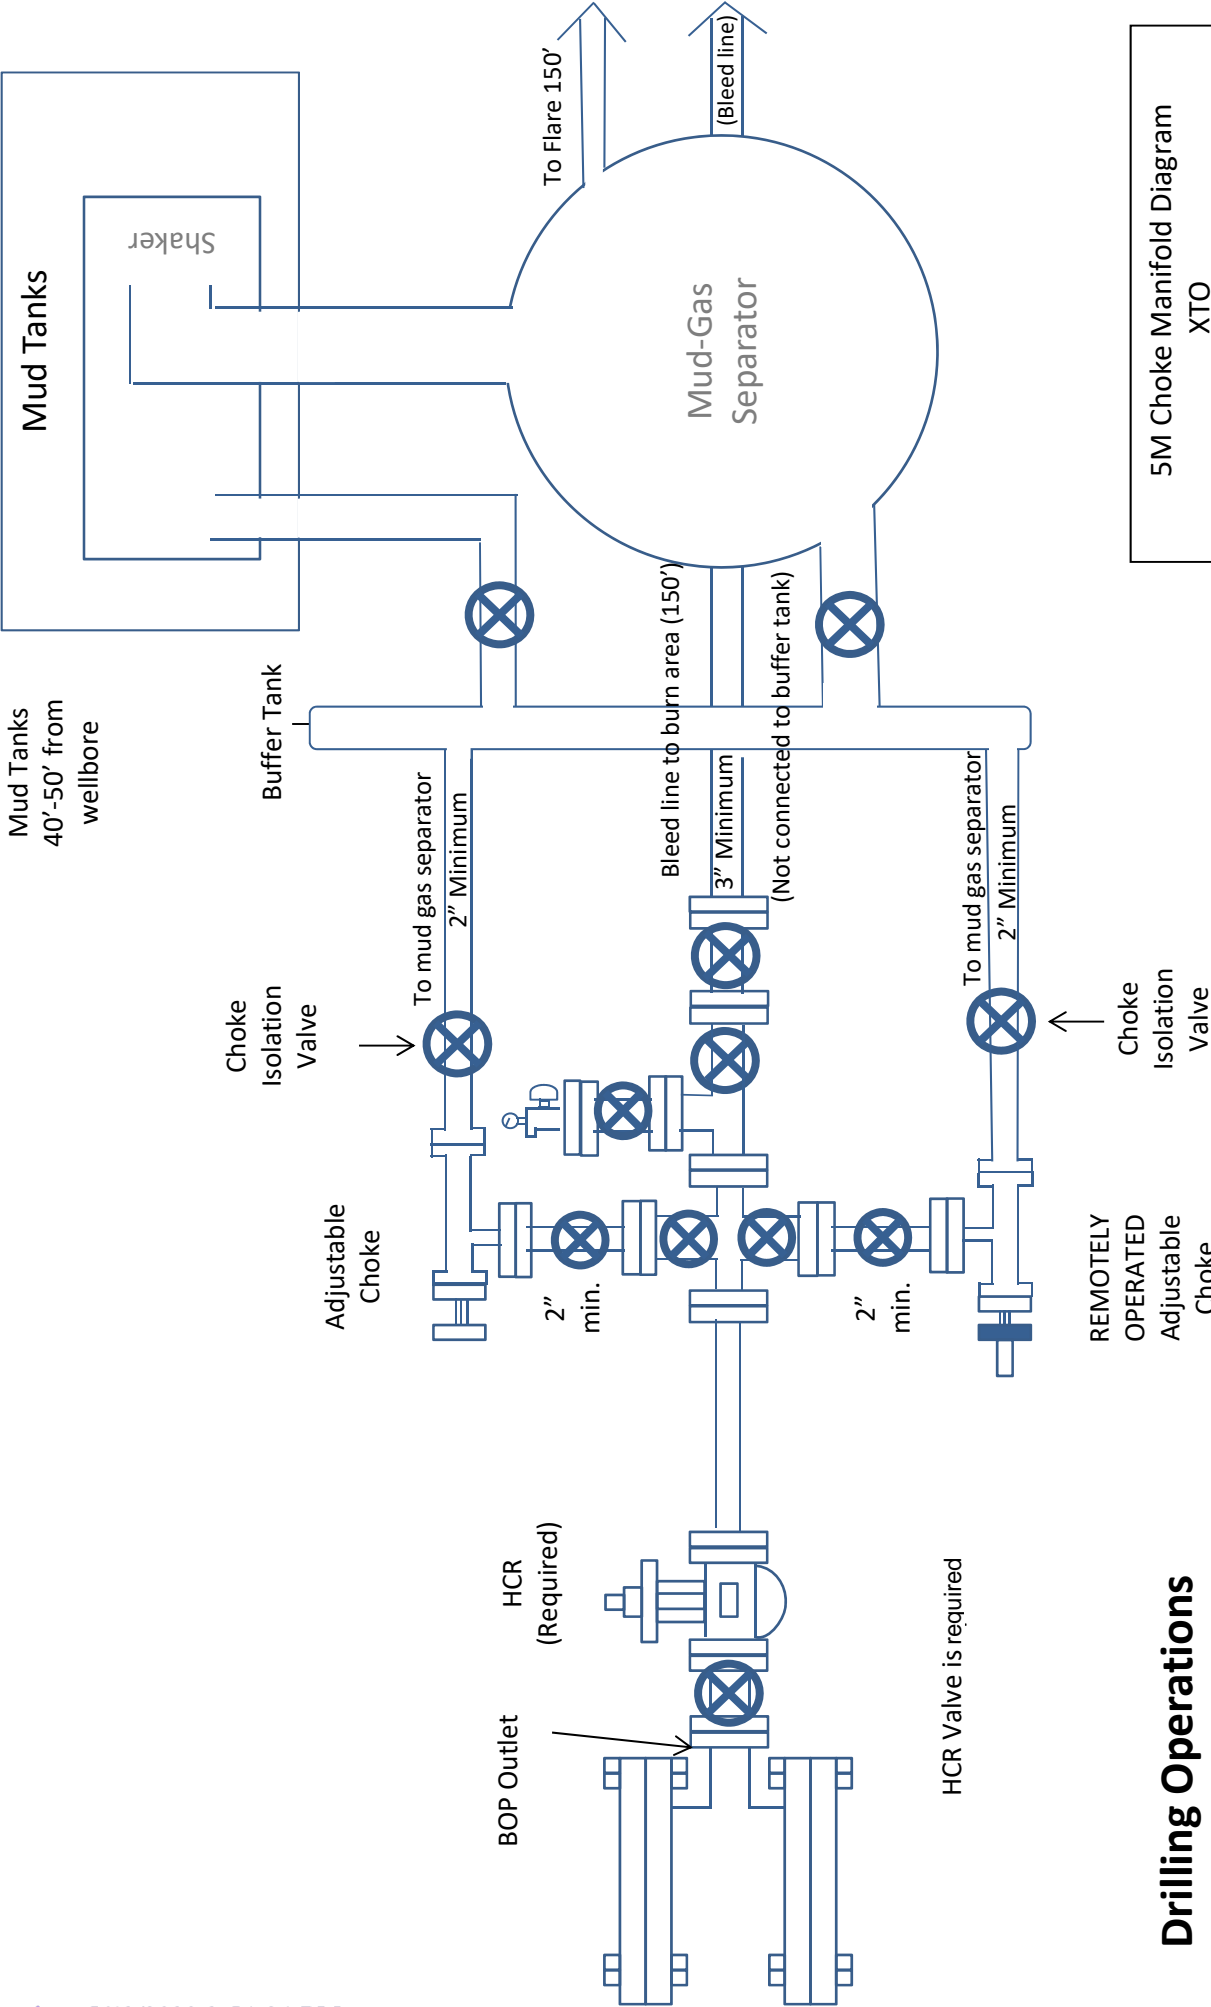 Mud Tanks
40’-50’ from
wellbore
Mud Tanks
Shaker
Buffer Tank
Choke
Isolation
Valve
To mud gas separator
2” Minimum
To Flare 150’
(Bleed line)
Mud-Gas
Separator
Adjustable
Choke
2”
min.
Bleed line to burn area (150’)
3” Minimum
(Not connected to buffer tank)
HCR
(Required)
BOP Outlet
2”
min.
To mud gas separator
2” Minimum
HCR Valve is required
REMOTELY
OPERATED
Adjustable
Choke
Choke
Isolation
Valve
Drilling Operations
5M Choke Manifold Diagram
XTO